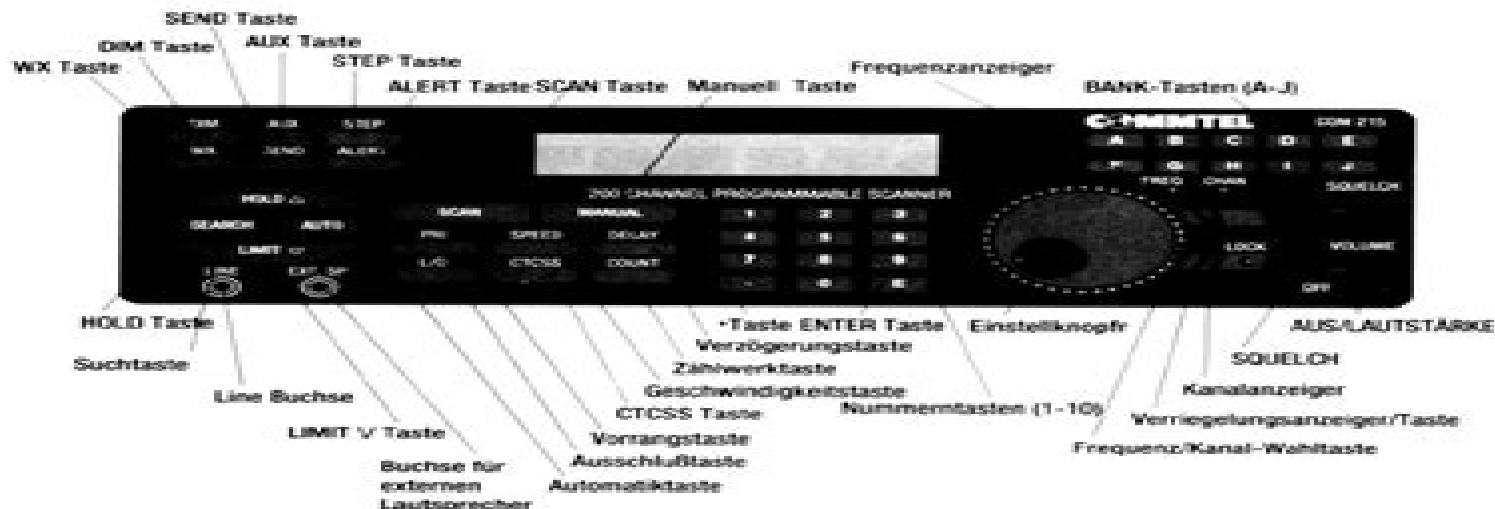 SEND Taste
DIM Taste AUX Taste
WX Taste STEP Taste
ALERT Taste SCAN Taste Manuell Taste
Frequenzanzeiger
BANK-Tasten (A-J)
DIM AUX STEP
WX SEND ALERT
COMMTEL COM 215
A B C D E
F G H I J
FREQ CHAN
SQUELCH
200 CHANNEL PROGRAMMABLE SCANNER
HOLD △
SEARCH AUTO
LIMIT ▽
LINE EXT. SP
SCAN MANUAL
PRI SPEED DELAY
L/O CTCSS COUNT
1 2 3
4 5 6
7 8 9
. 0 E
LOCK
VOLUME
OFF
HOLD Taste
•Taste ENTER Taste
Einstellknopfr
AUS/LAUTSTÄRKE
Verzögerungstaste
SQUELCH
Suchtaste
Zählwerktaste
Kanalanzeiger
Line Buchse
Geschwindigkeitstaste
Nummerntasten (1-10)
CTCSS Taste
Verriegelungsanzeiger/Taste
LIMIT ∨ Taste
Vorrangstaste
Frequenz/Kanal-Wahltaste
Ausschlußtaste
Buchse für
externen
Lautsprecher
Automatiktaste